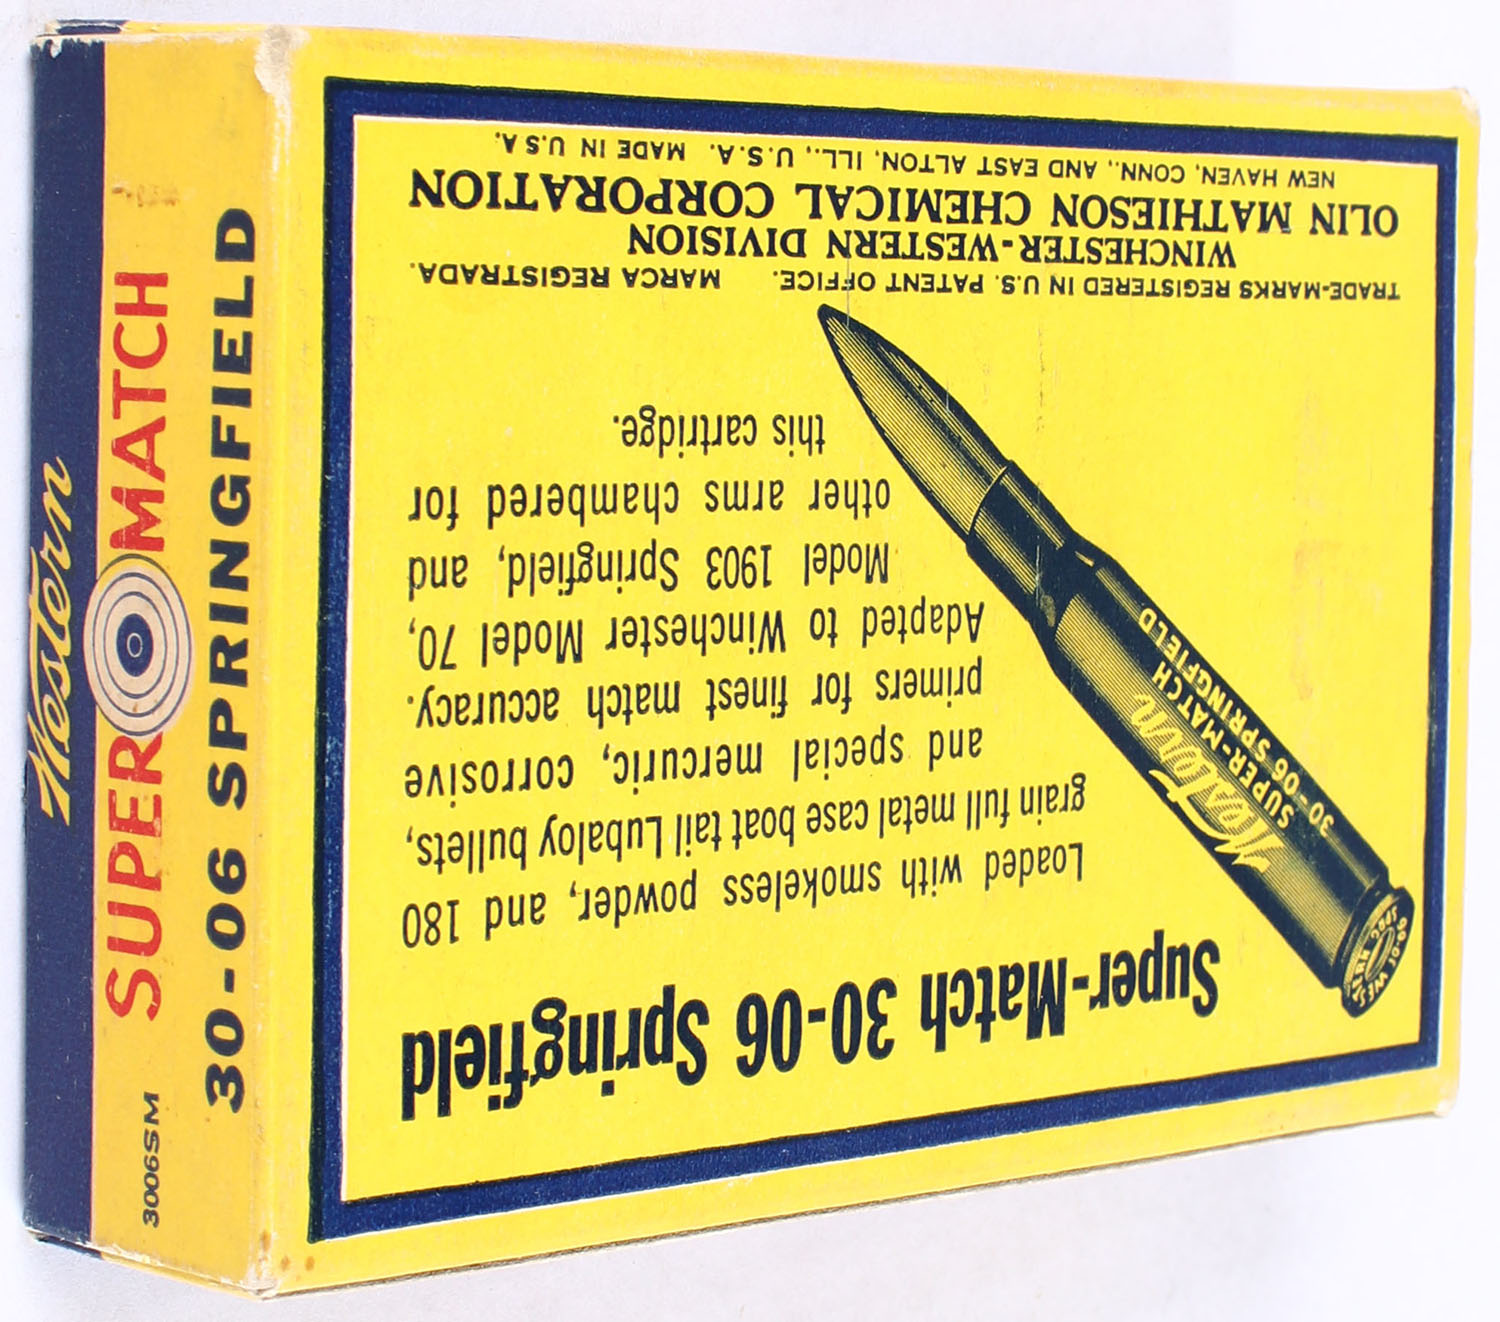 Western
SUPER MATCH
30-06 SPRINGFIELD
3006SM
Super-Match 30-06 Springfield
Loaded with smokeless powder, and 180
grain full metal case boat tail Lubaloy bullets,
and special mercuric, corrosive
primers for finest match accuracy.
Adapted to Winchester Model 70,
Model 1903 Springfield, and
other arms chambered for
this cartridge.
Western
SUPER-MATCH
30-06 SPRINGFIELD
TRADE-MARKS REGISTERED IN U.S. PATENT OFFICE. MARCA REGISTRADA.
WINCHESTER-WESTERN DIVISION
OLIN MATHIESON CHEMICAL CORPORATION
NEW HAVEN, CONN., AND EAST ALTON, ILL., U.S.A. MADE IN U.S.A.